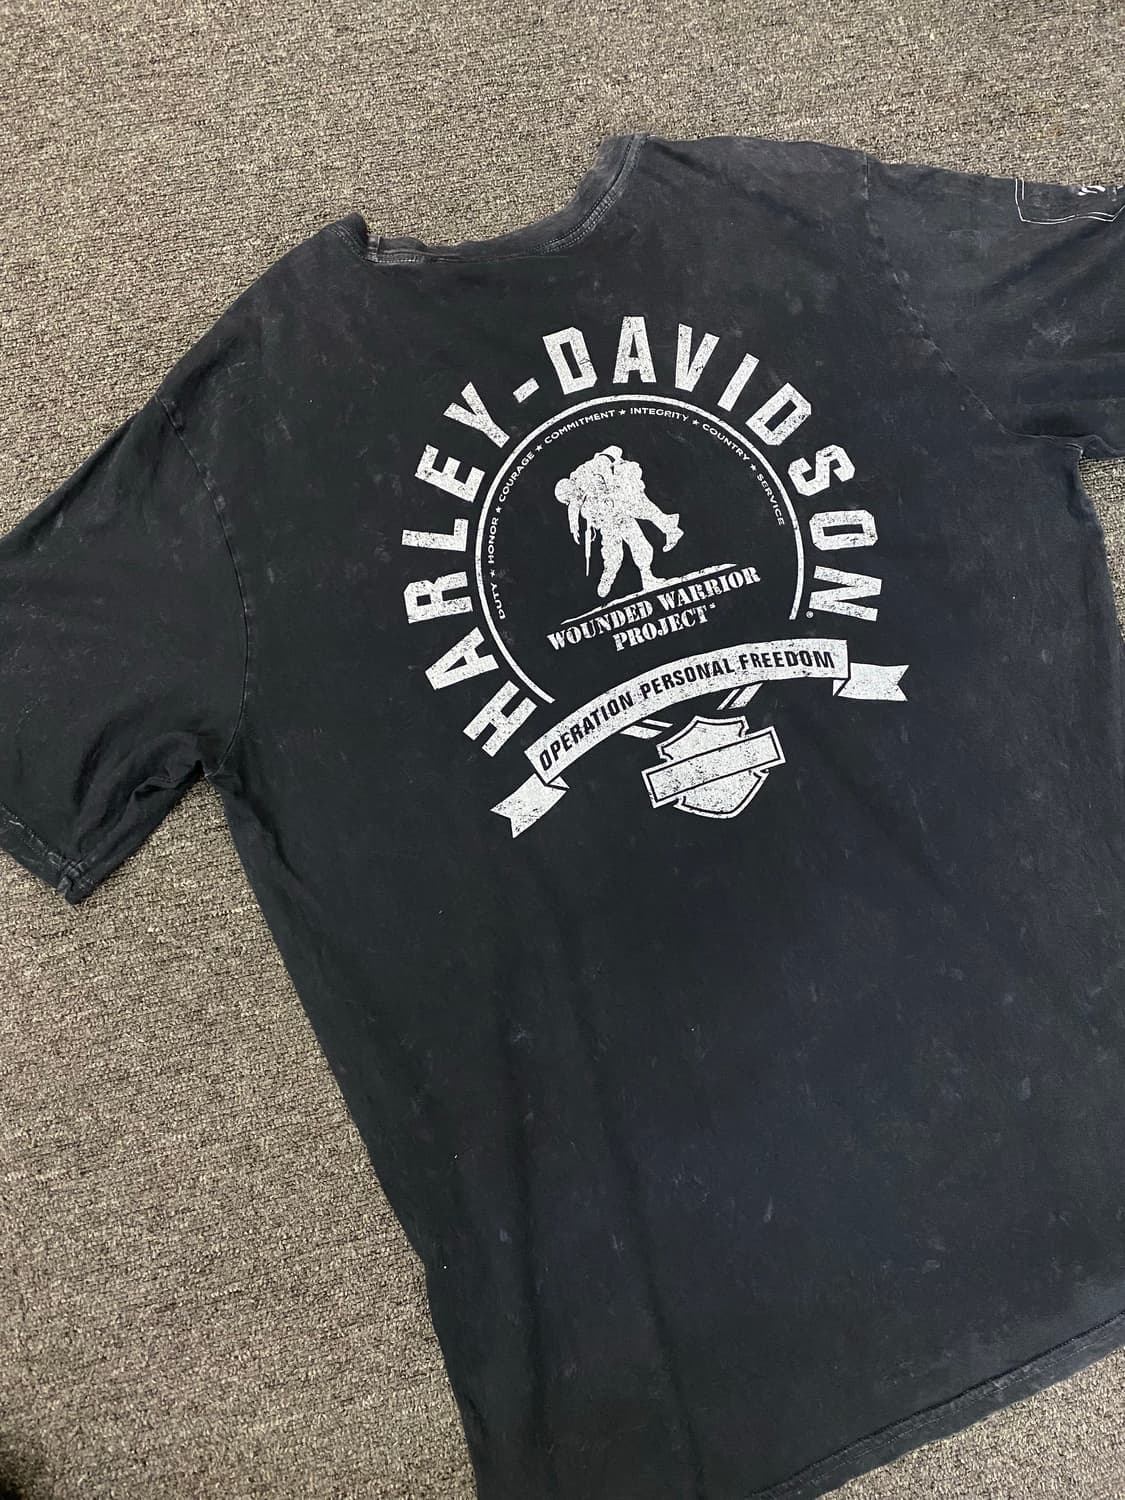 HARLEY-DAVIDSON®
DUTY ★ HONOR ★ COURAGE ★ COMMITMENT ★ INTEGRITY ★ COUNTRY ★ SERVICE
WOUNDED WARRIOR
PROJECT®
OPERATION PERSONAL FREEDOM